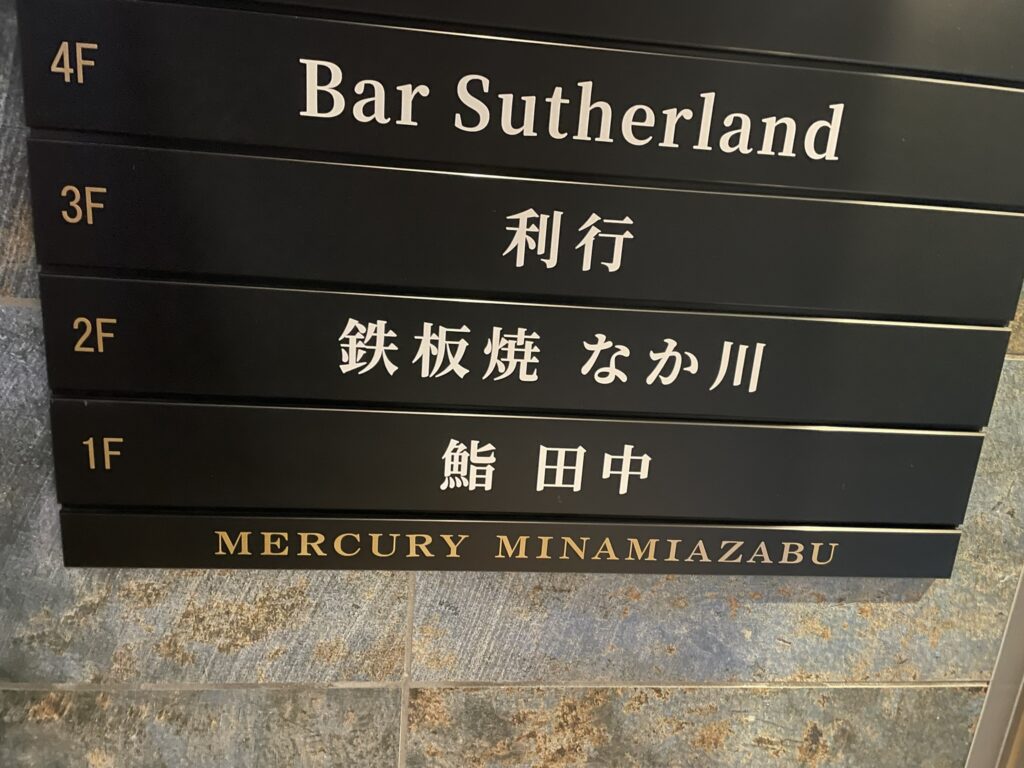 4F Bar Sutherland
3F 利行
2F 鉄板焼 なか川
1F 鮨 田中
MERCURY MINAMIAZABU